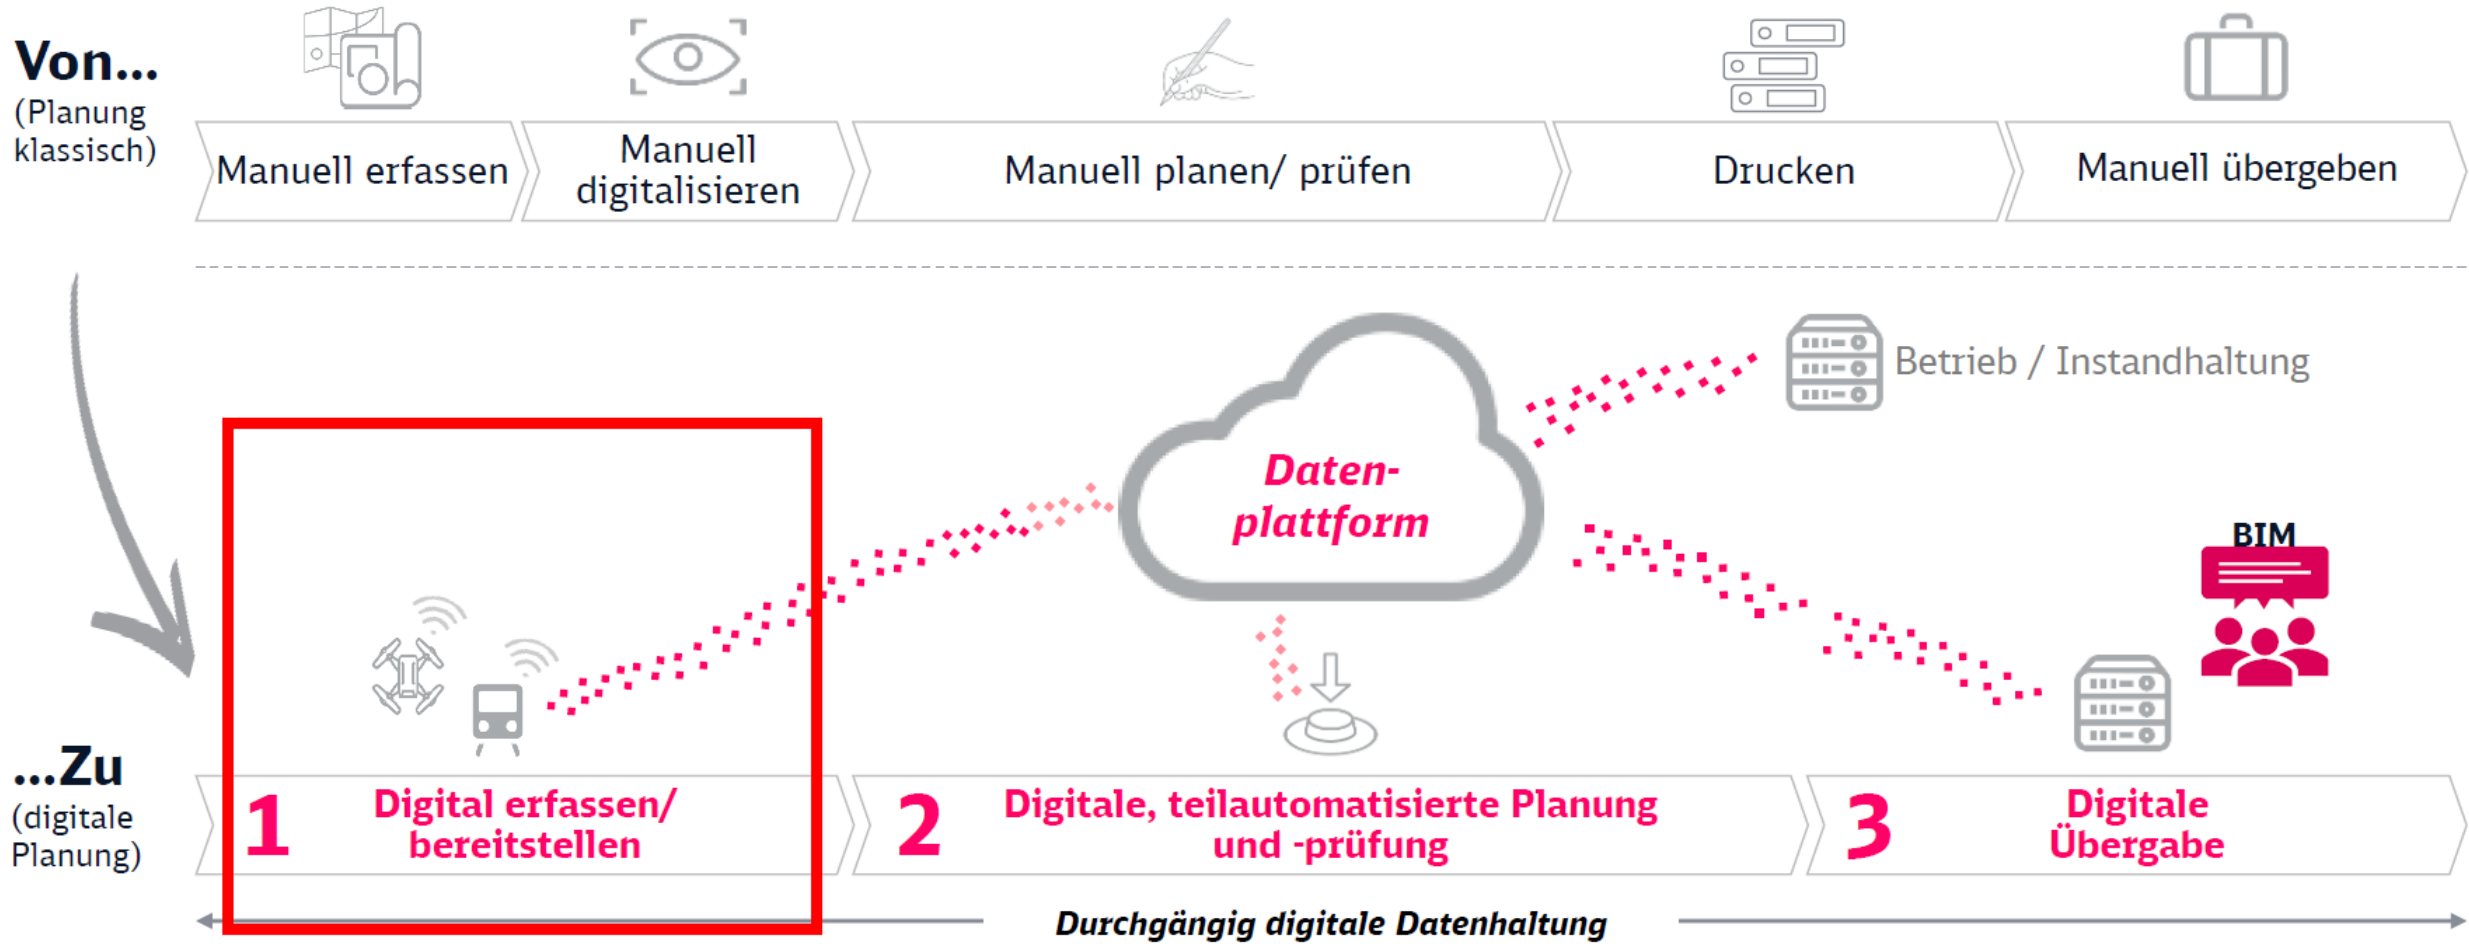 Von...
(Planung
klassisch)
Manuell erfassen
Manuell
digitalisieren
Manuell planen/ prüfen
Drucken
Manuell übergeben
Betrieb / Instandhaltung
Daten-
plattform
BIM
...Zu
(digitale
Planung)
1
Digital erfassen/
bereitstellen
2
Digitale, teilautomatisierte Planung
und -prüfung
3
Digitale
Übergabe
Durchgängig digitale Datenhaltung